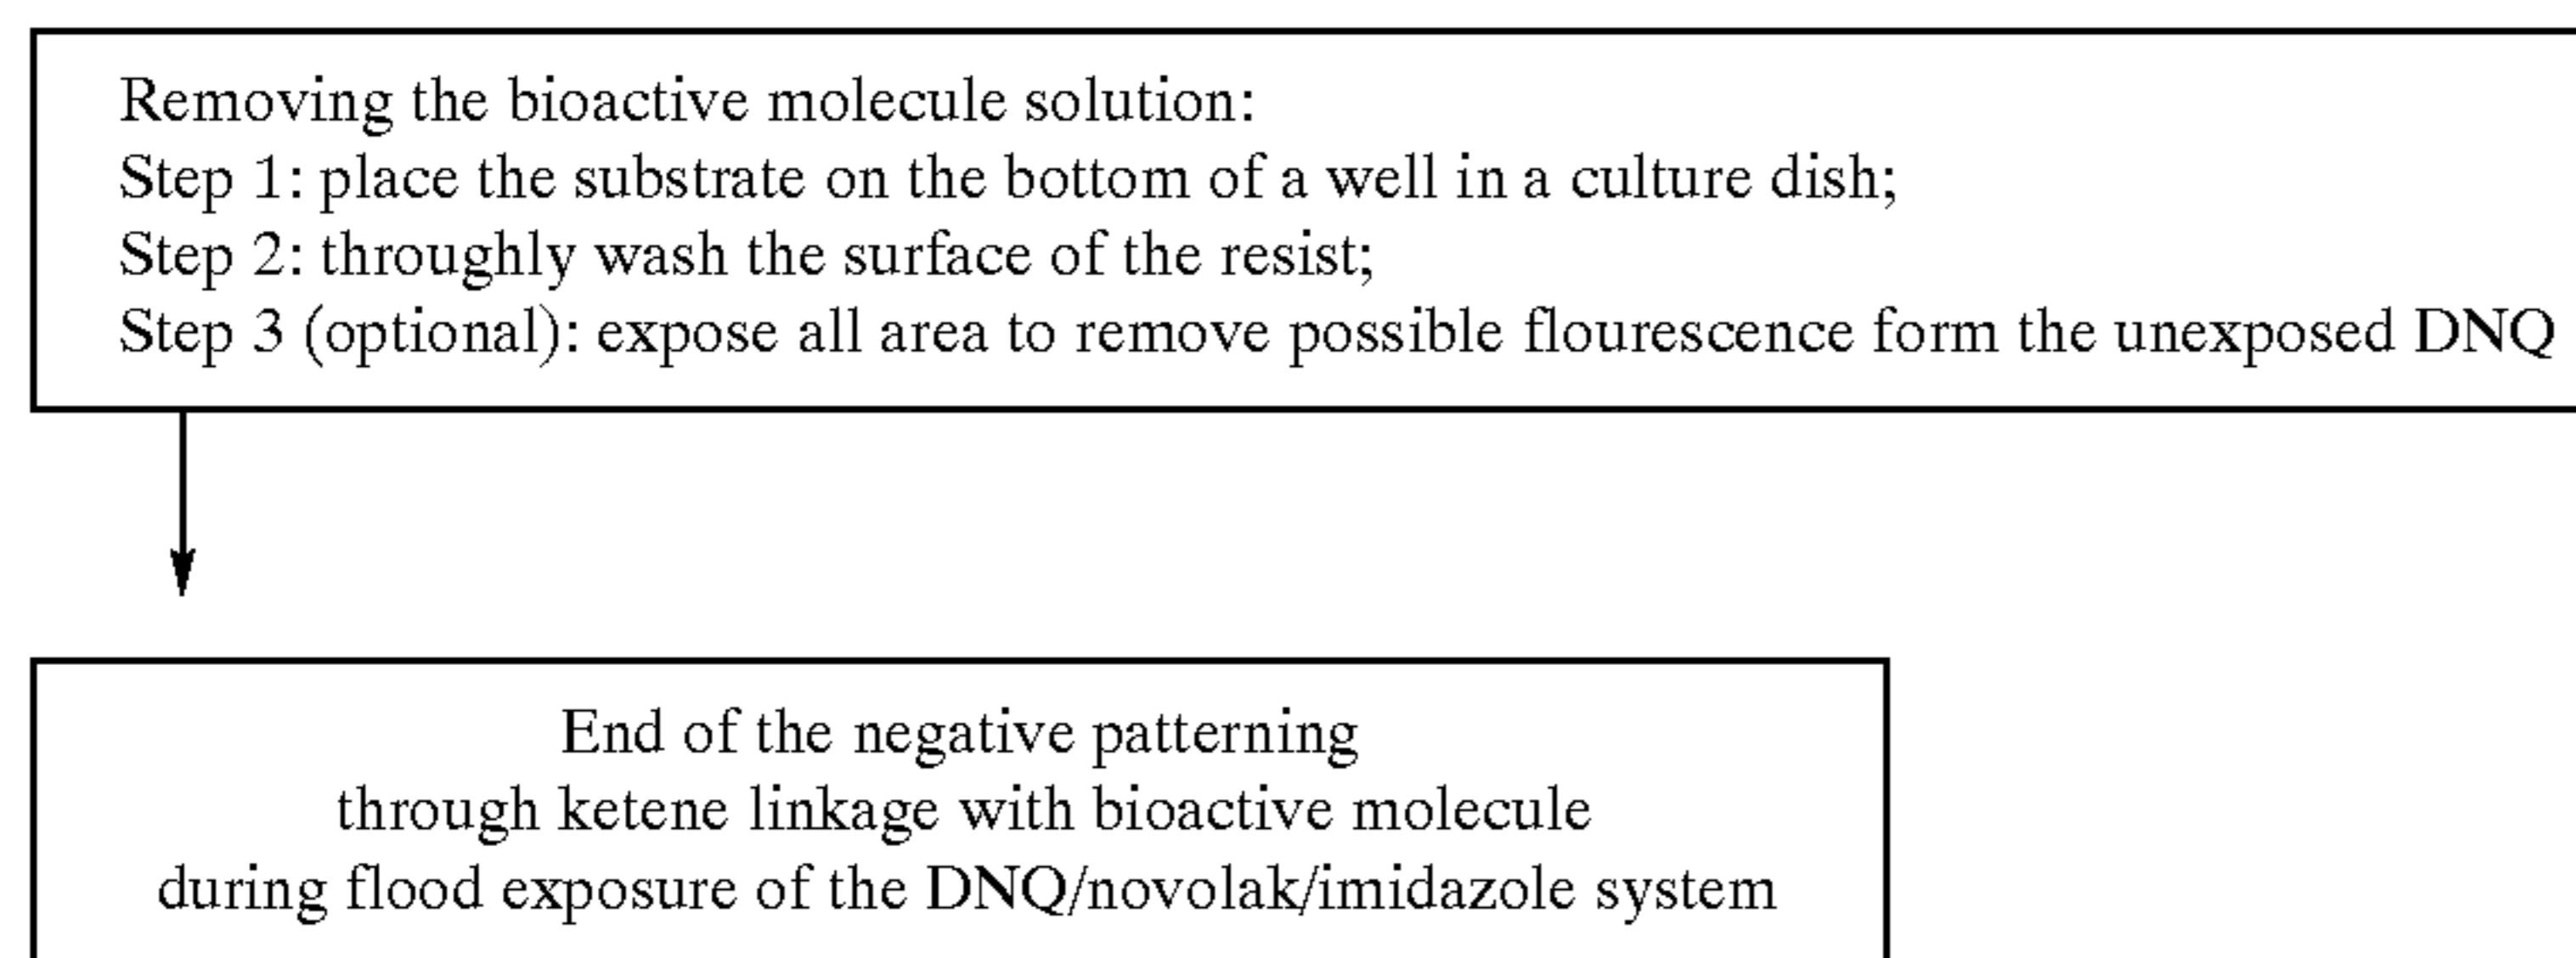 Removing the bioactive molecule solution:
Step 1: place the substrate on the bottom of a well in a culture dish;
Step 2: throughly wash the surface of the resist;
Step 3 (optional): expose all area to remove possible flourescence form the unexposed DNQ
End of the negative patterning
through ketene linkage with bioactive molecule
during flood exposure of the DNQ/novolak/imidazole system